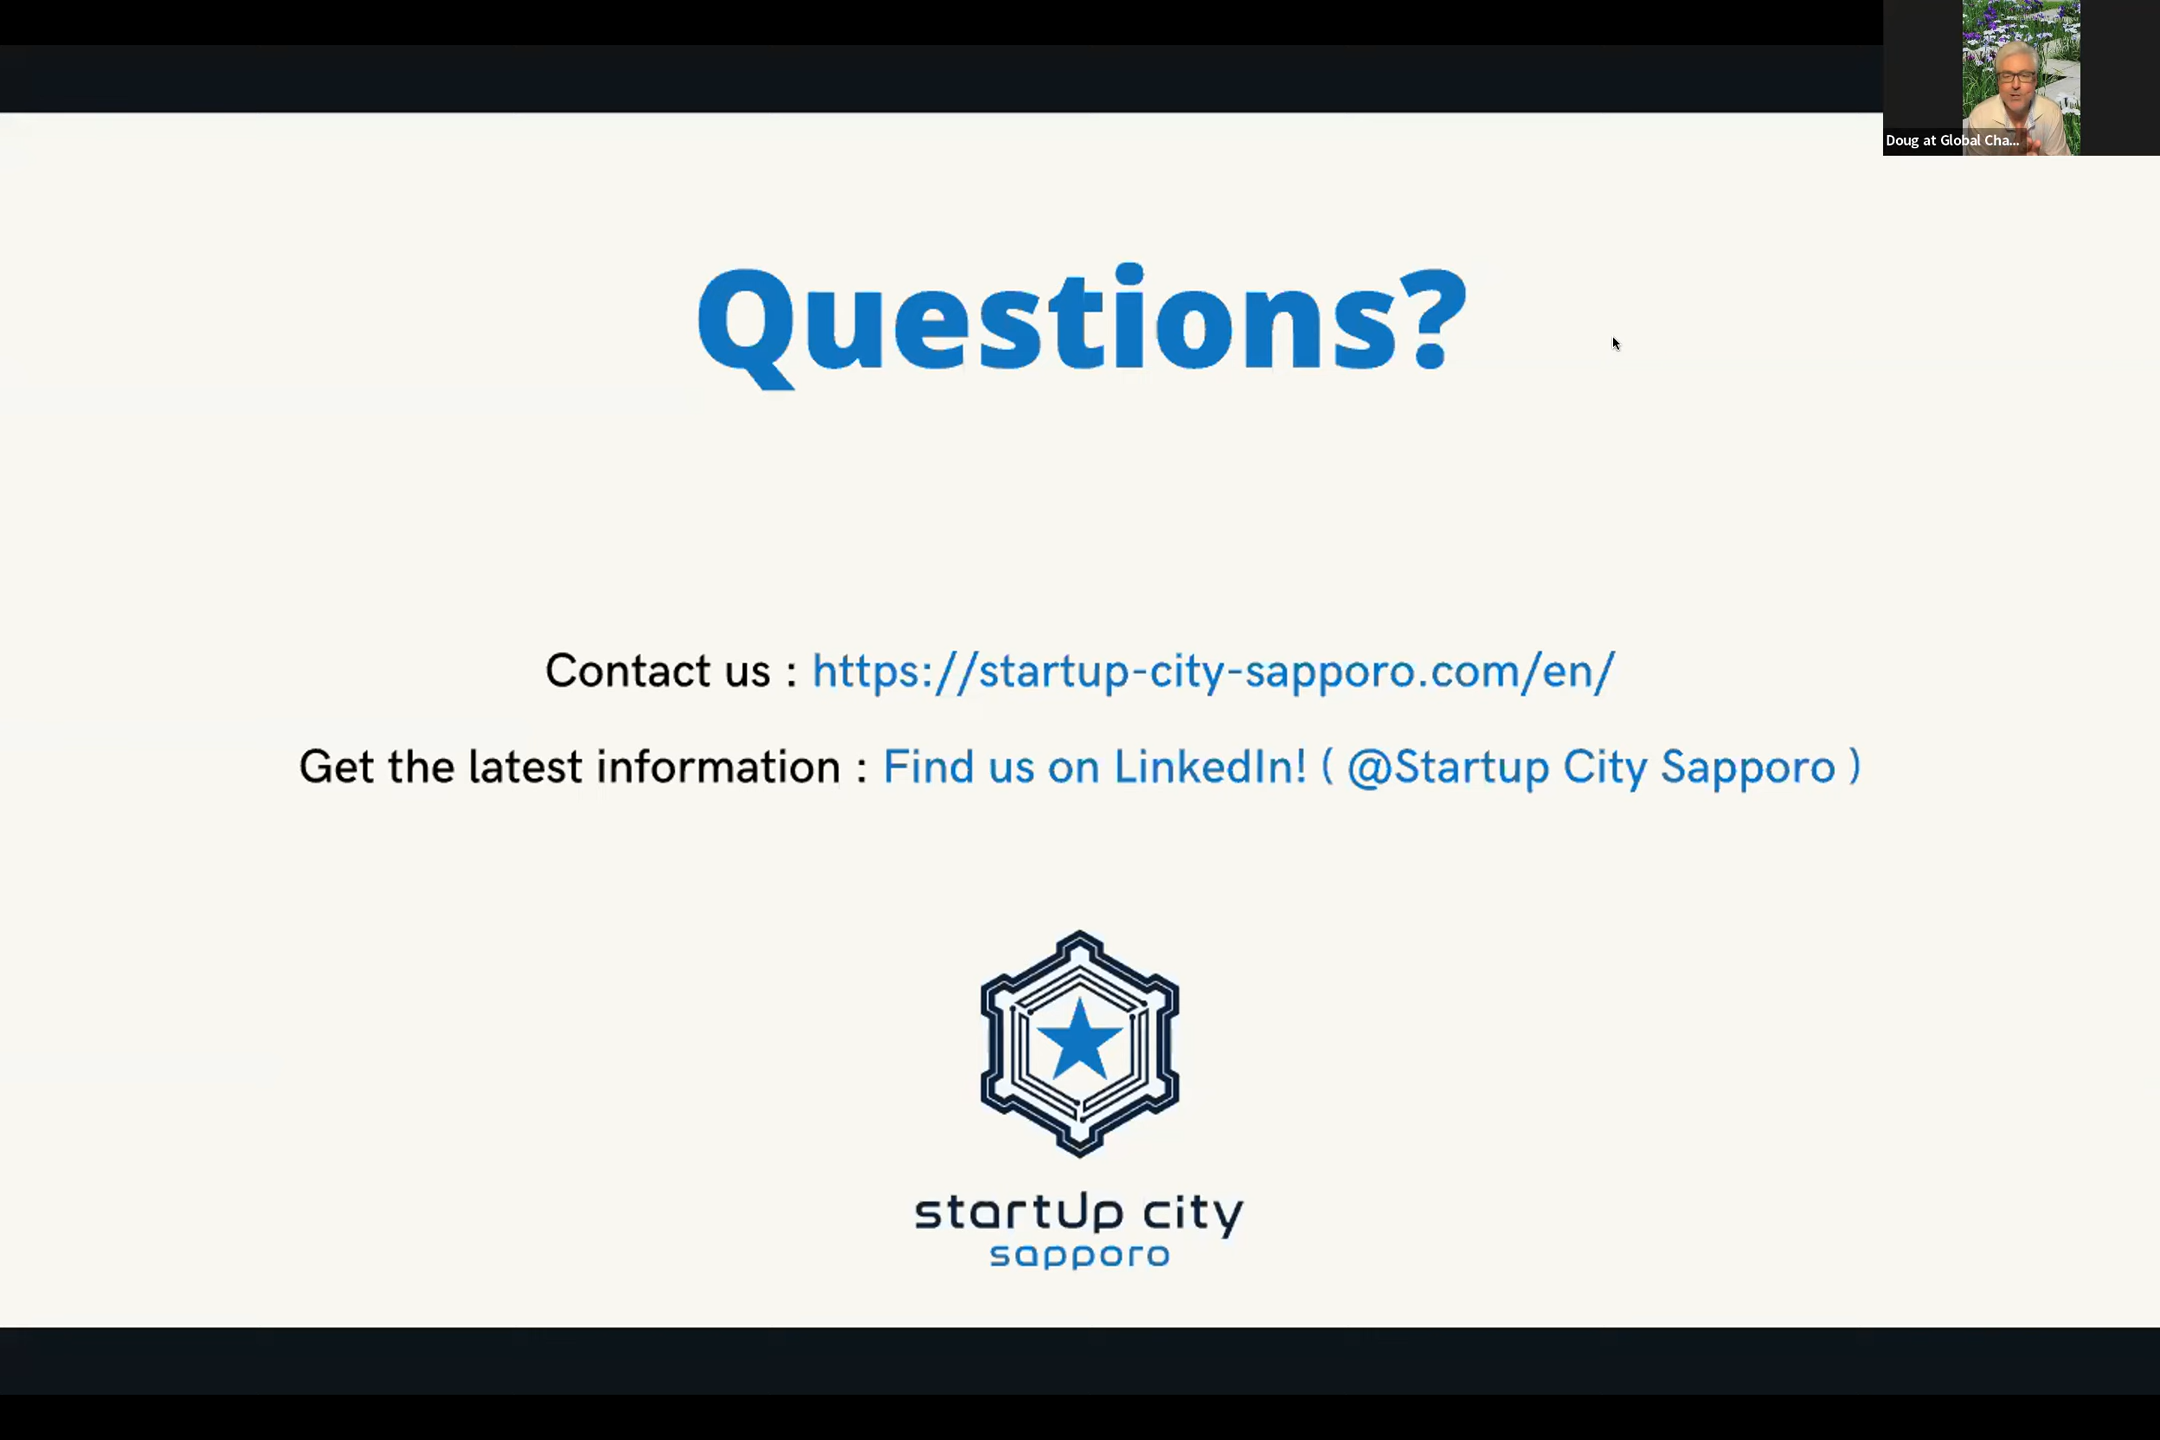 Doug at Global Cha...
Questions?
Contact us : https://startup-city-sapporo.com/en/
Get the latest information : Find us on LinkedIn! ( @Startup City Sapporo )
startUp city
sapporo